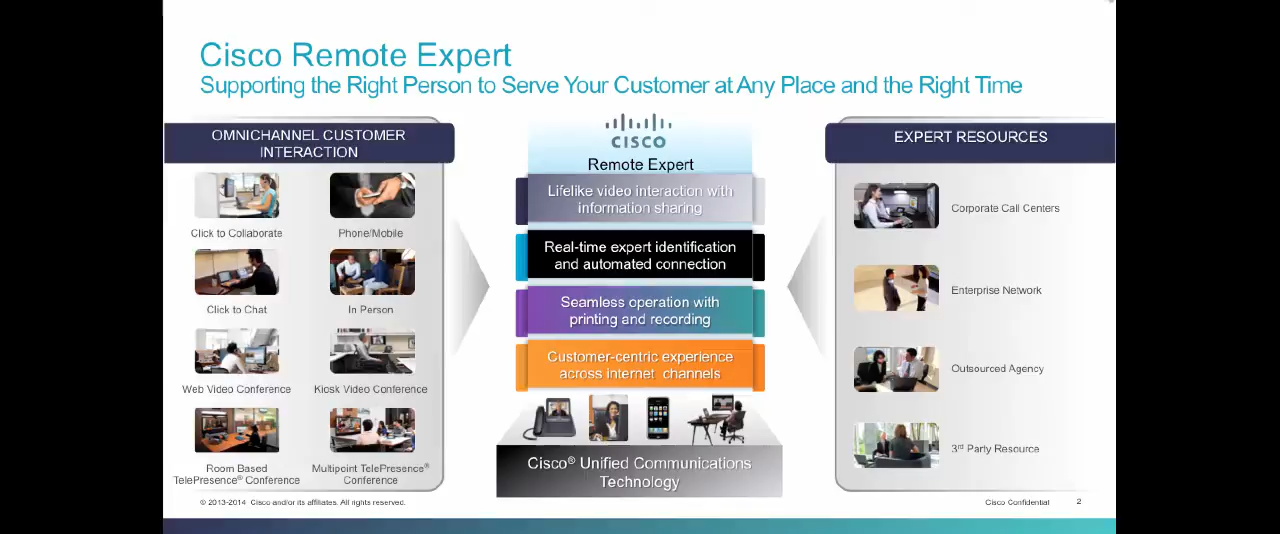 Cisco Remote Expert
Supporting the Right Person to Serve Your Customer at Any Place and the Right Time
OMNICHANNEL CUSTOMER
INTERACTION
Click to Collaborate
Phone/Mobile
Click to Chat
In Person
Web Video Conference
Kiosk Video Conference
Room Based
TelePresence® Conference
Multipoint TelePresence®
Conference
CISCO
Remote Expert
Lifelike video interaction with
information sharing
Real-time expert identification
and automated connection
Seamless operation with
printing and recording
Customer-centric experience
across internet channels
Cisco® Unified Communications
Technology
EXPERT RESOURCES
Corporate Call Centers
Enterprise Network
Outsourced Agency
3rd Party Resource
© 2013-2014 Cisco and/or its affiliates. All rights reserved.
Cisco Confidential
2